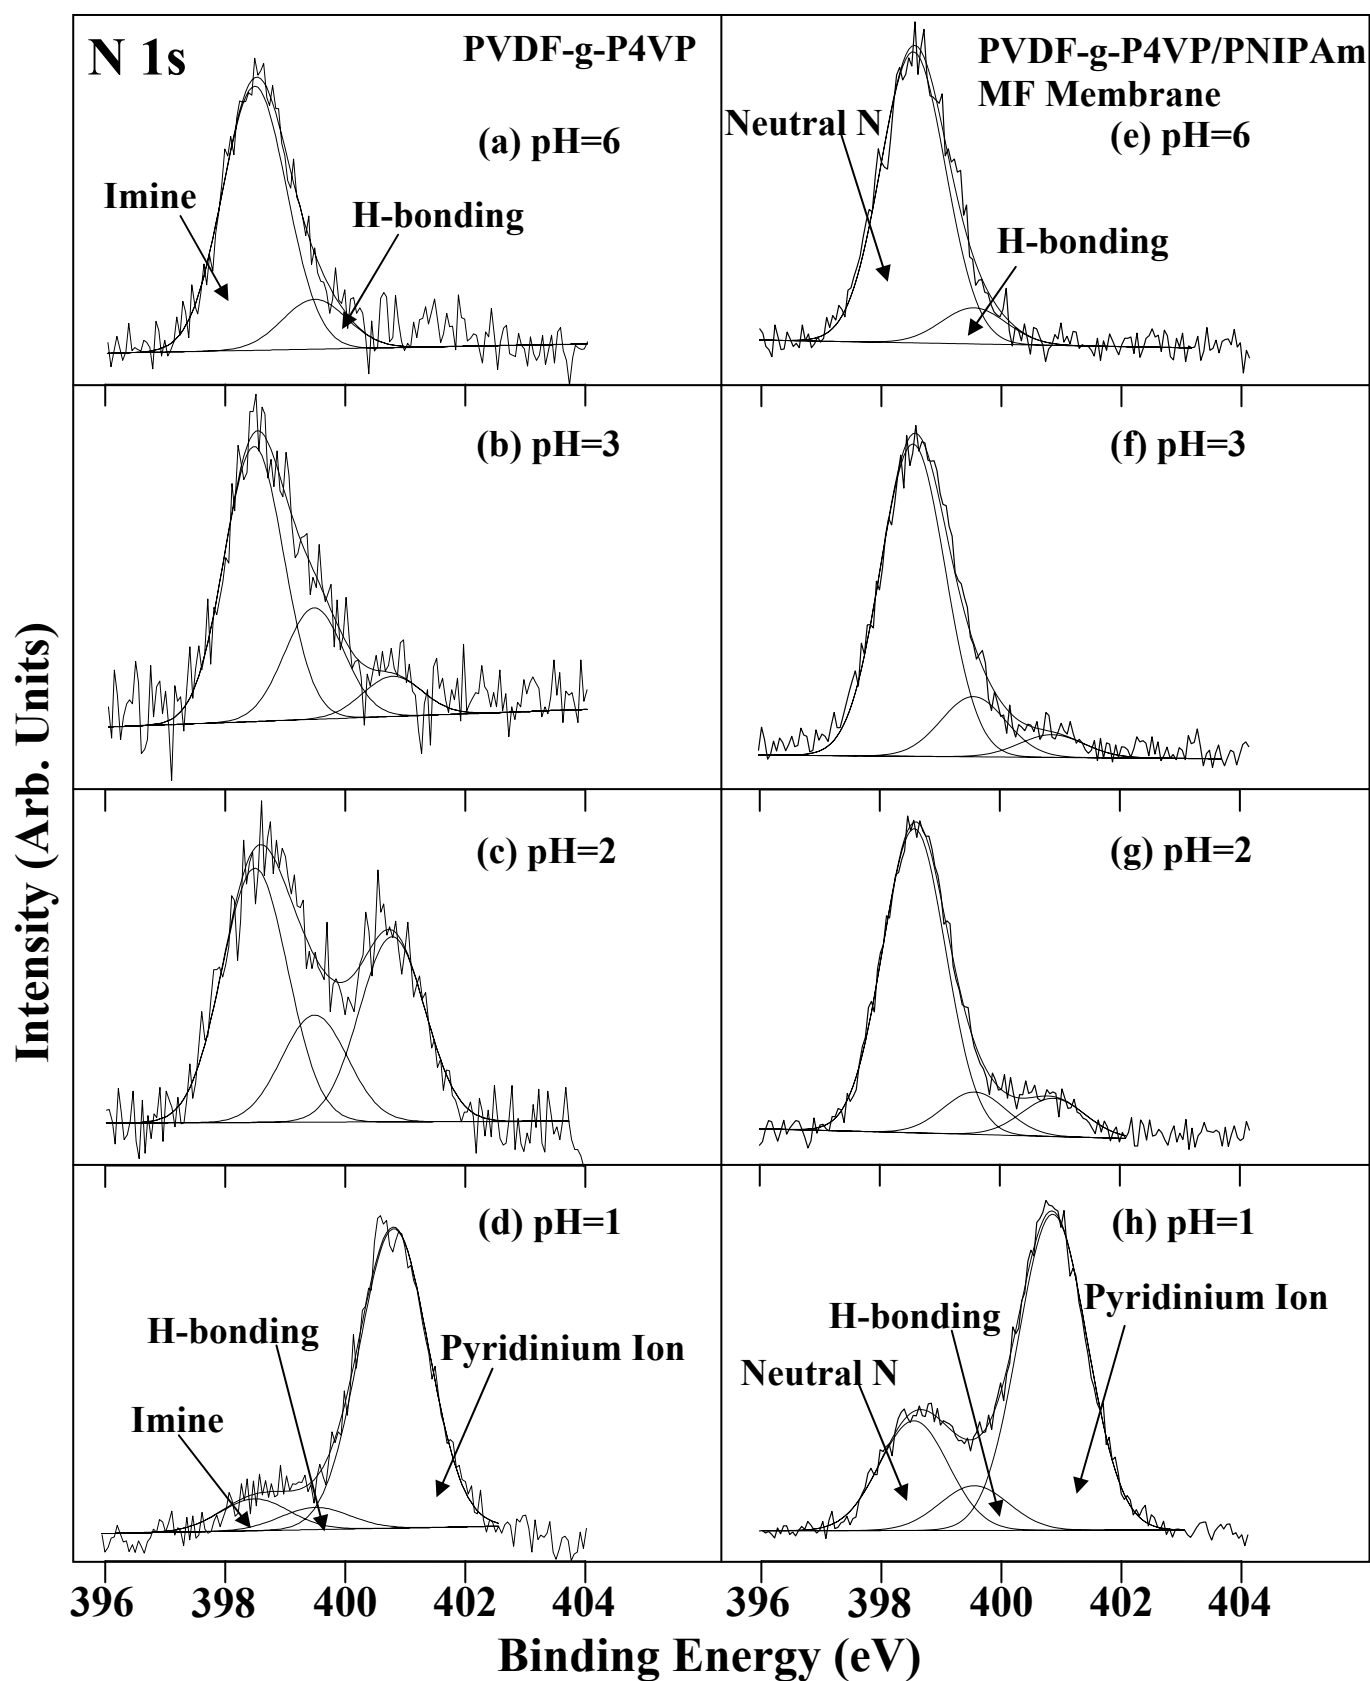 N 1s
PVDF-g-P4VP
(a) pH=6
Imine
H-bonding
PVDF-g-P4VP/PNIPAm
MF Membrane
Neutral N
(e) pH=6
H-bonding
(b) pH=3
(f) pH=3
(c) pH=2
(g) pH=2
(d) pH=1
H-bonding
Pyridinium Ion
Imine
(h) pH=1
Pyridinium Ion
H-bonding
Neutral N
Intensity (Arb. Units)
396 398 400 402 404
396 398 400 402 404
Binding Energy (eV)